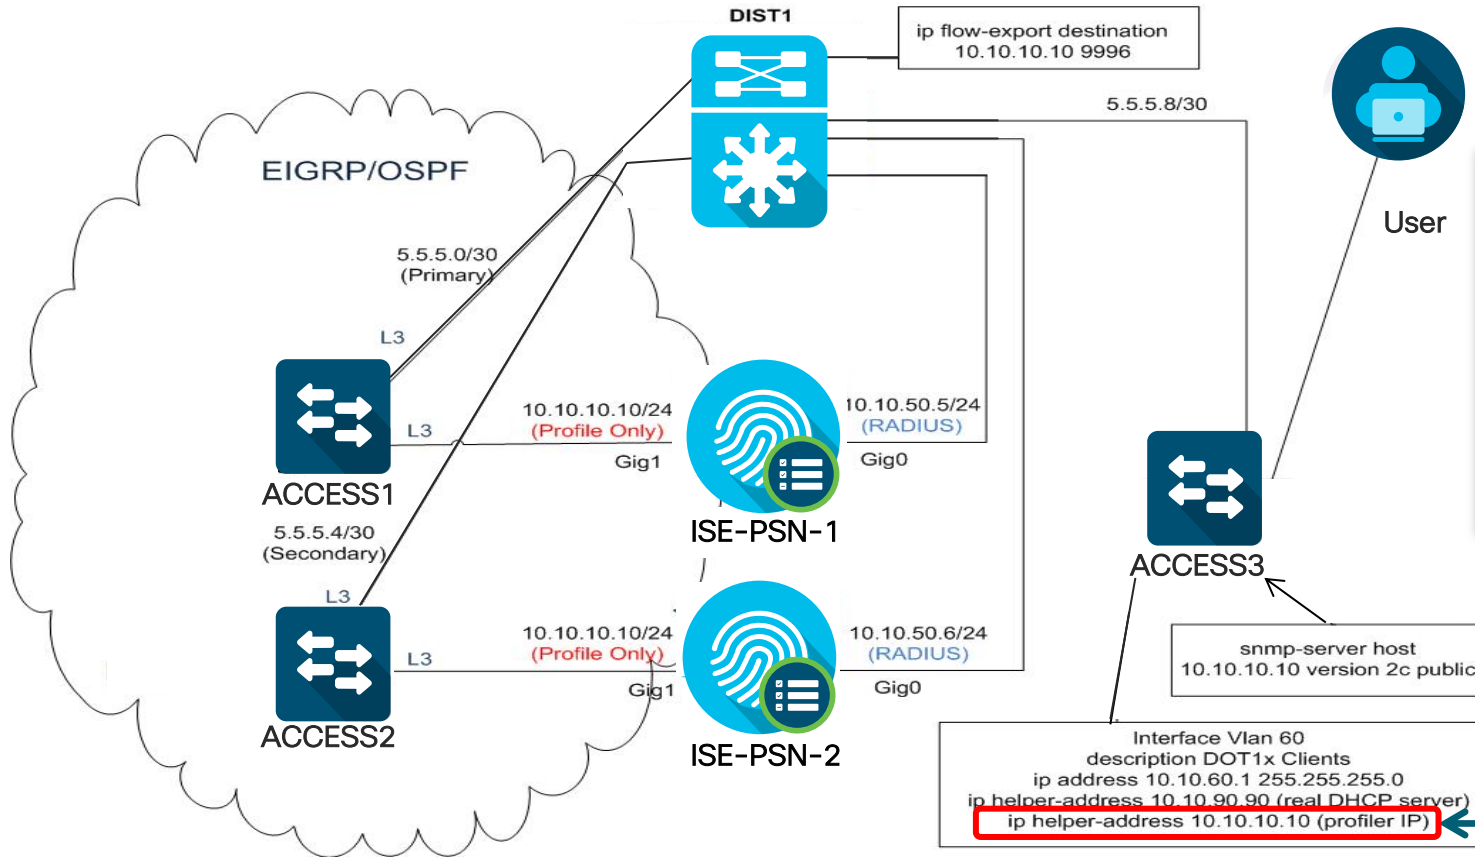 DIST1
ip flow-export destination
10.10.10.10 9996
5.5.5.8/30
EIGRP/OSPF
User
5.5.5.0/30
(Primary)
L3
10.10.10.10/24
(Profile Only)
L3
Gig1
10.10.50.5/24
(RADIUS)
Gig0
ACCESS1
ISE-PSN-1
5.5.5.4/30
(Secondary)
L3
ACCESS3
10.10.10.10/24
(Profile Only)
L3
Gig1
10.10.50.6/24
(RADIUS)
Gig0
snmp-server host
10.10.10.10 version 2c public
ACCESS2
ISE-PSN-2
Interface Vlan 60
description DOT1x Clients
ip address 10.10.60.1 255.255.255.0
ip helper-address 10.10.90.90 (real DHCP server)
ip helper-address 10.10.10.10 (profiler IP)